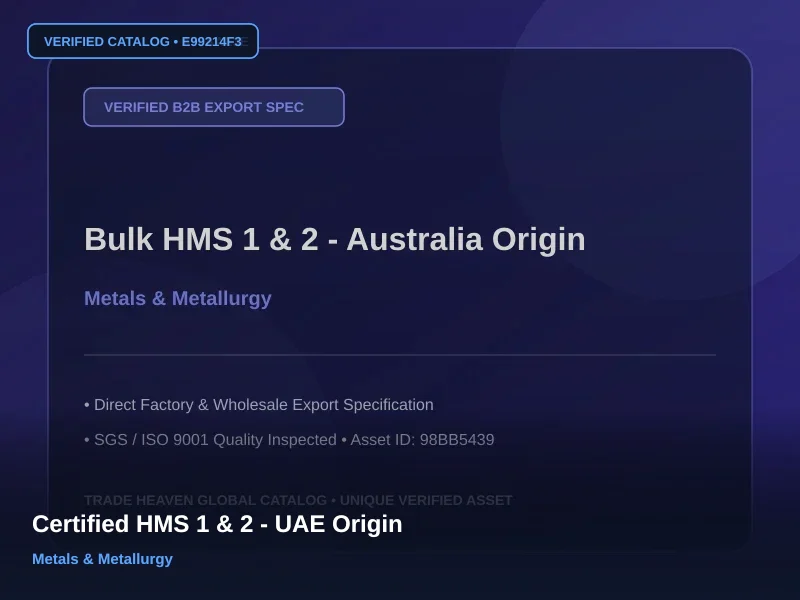 VERIFIED CATALOG • E99214F3
VERIFIED B2B EXPORT SPEC
Bulk HMS 1 & 2 - Australia Origin
Metals & Metallurgy
• Direct Factory & Wholesale Export Specification
• SGS / ISO 9001 Quality Inspected • Asset ID: 98BB5439
TRADE HEAVEN GLOBAL CATALOG • UNIQUE VERIFIED ASSET
Certified HMS 1 & 2 - UAE Origin
Metals & Metallurgy